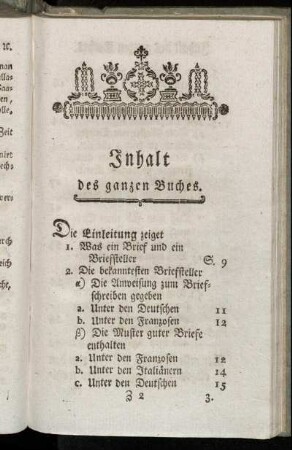 Inhalt
des ganzen Buches.
Die Einleitung zeiget
1. Was ein Brief und ein
Briefsteller S. 9
2. Die bekanntesten Briefsteller
α) Die Anweisung zum Brief-
schreiben gegeben
a. Unter den Deutschen 11
b. Unter den Franzosen 12
β) Die Muster guter Briefe
enthalten
a. Unter den Franzosen 12
b. Unter den Italiänern 14
c. Unter den Deutschen 15
Z 2 3.